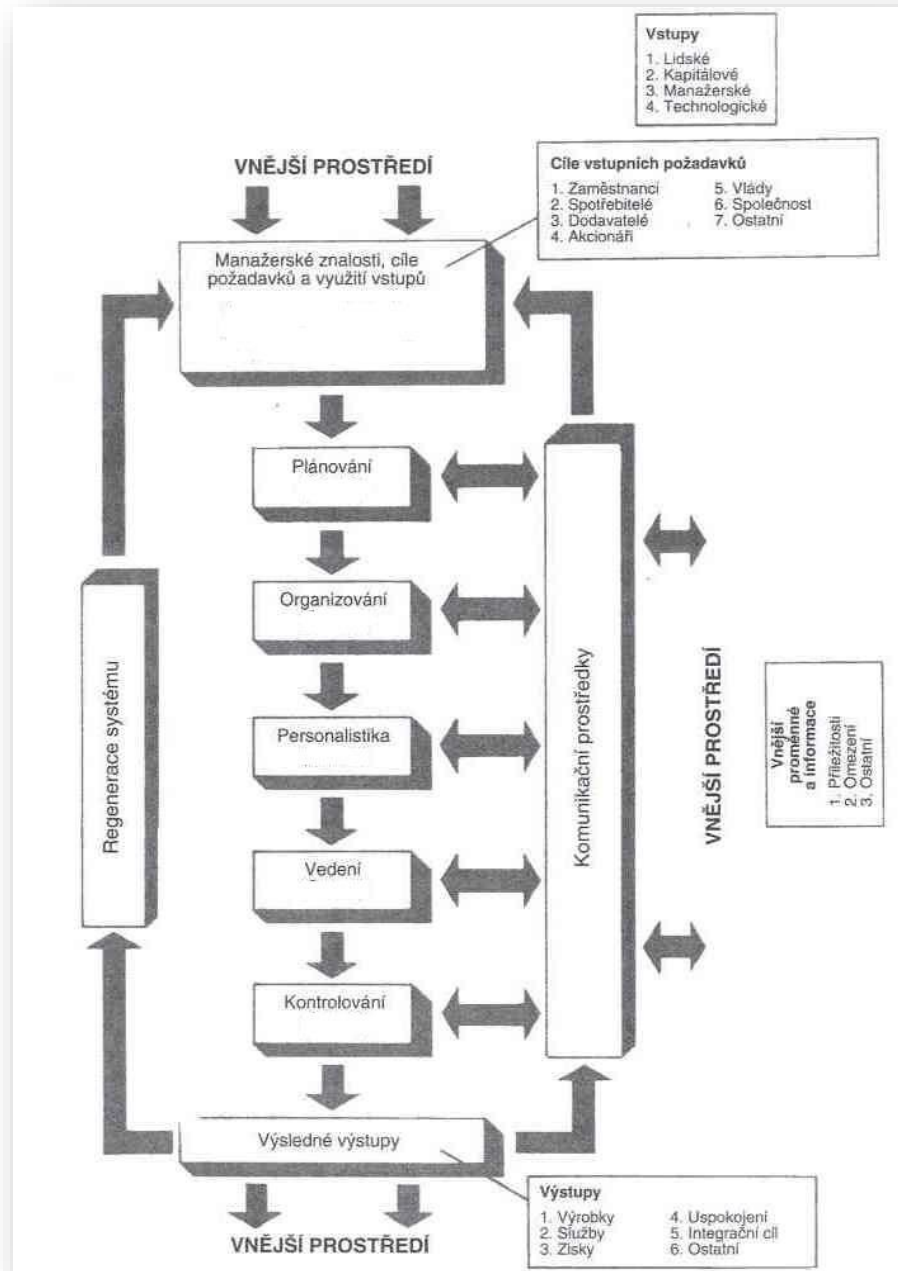 Vstupy
1. Lidské
2. Kapitálové
3. Manažerské
4. Technologické
VNĚJŠÍ PROSTŘEDÍ
Cíle vstupních požadavků
1. Zaměstnanci
2. Spotřebitelé
3. Dodavatelé
4. Akcionáři
5. Vlády
6. Společnost
7. Ostatní
Manažerské znalosti, cíle
požadavků a využití vstupů
Plánování
Organizování
Personalistika
Vedení
Kontrolování
Regenerace systému
Komunikační prostředky
VNĚJŠÍ PROSTŘEDÍ
Vnější
proměnné
a informace
1. Příležitosti
2. Omezení
3. Ostatní
Výsledné výstupy
Výstupy
1. Výrobky
2. Služby
3. Zisky
4. Uspokojení
5. Integrační cíl
6. Ostatní
VNĚJŠÍ PROSTŘEDÍ